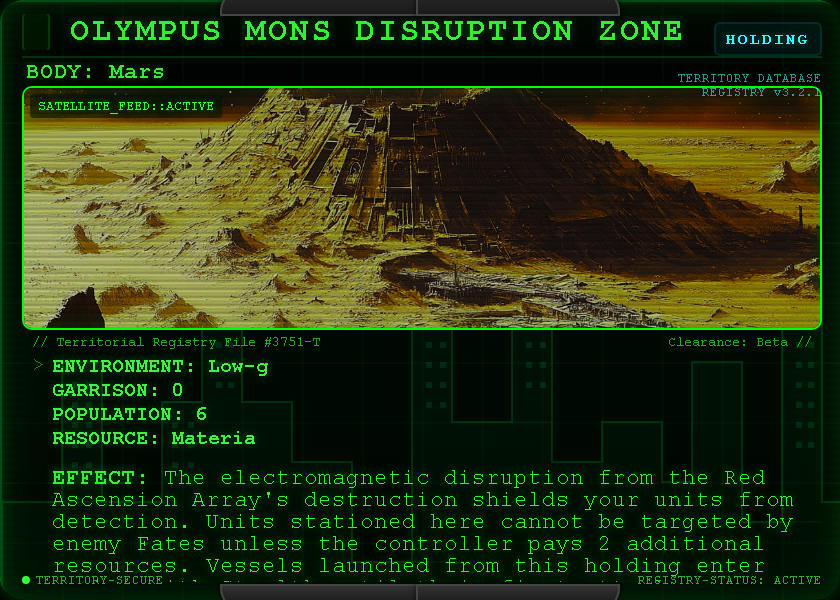 OLYMPUS MONS DISRUPTION ZONE
HOLDING
BODY: Mars
TERRITORY DATABASE
REGISTRY v3.2.1
SATELLITE_FEED::ACTIVE
// Territorial Registry File #3751-T
Clearance: Beta //
> ENVIRONMENT: Low-g
GARRISON: 0
POPULATION: 6
RESOURCE: Materia
EFFECT: The electromagnetic disruption from the Red
Ascension Array's destruction shields your units from
detection. Units stationed here cannot be targeted by
enemy Fates unless the controller pays 2 additional
resources. Vessels launched from this holding enter
TERRITORY-SECURE
REGISTRY-STATUS: ACTIVE